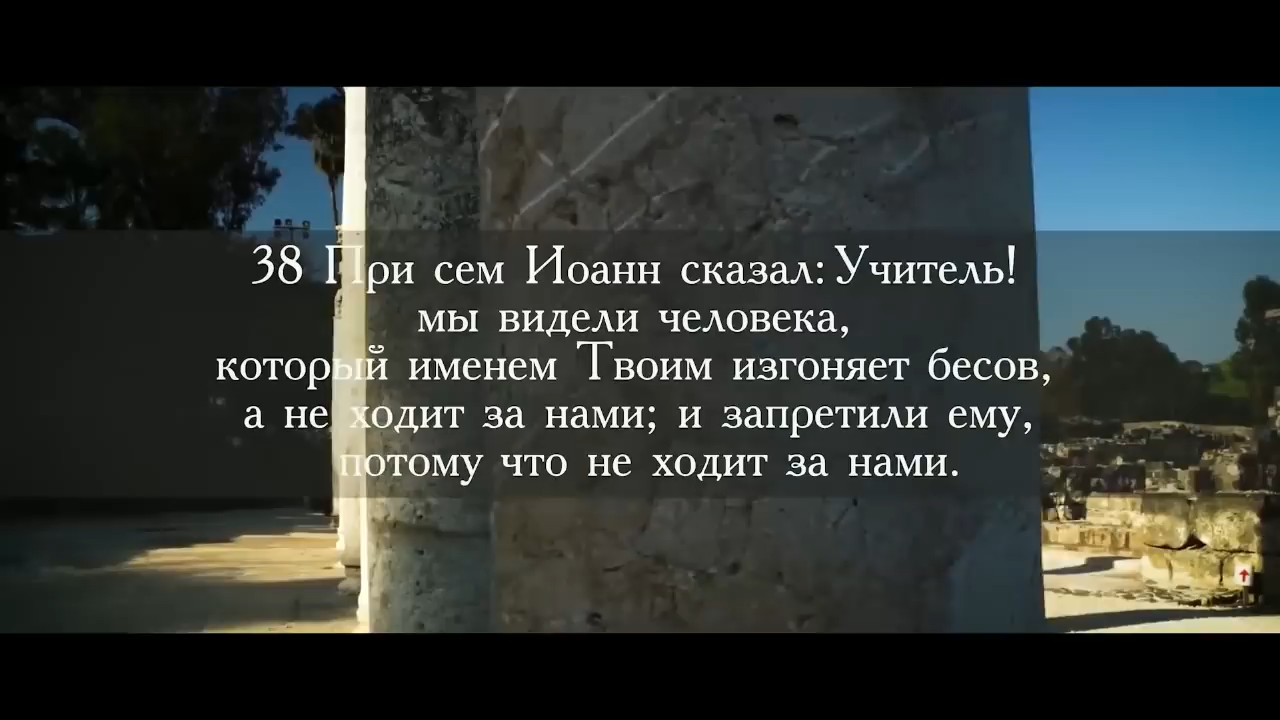 38 При сем Иоанн сказал: Учитель!
мы видели человека,
который именем Твоим изгоняет бесов,
а не ходит за нами; и запретили ему,
потому что не ходит за нами.